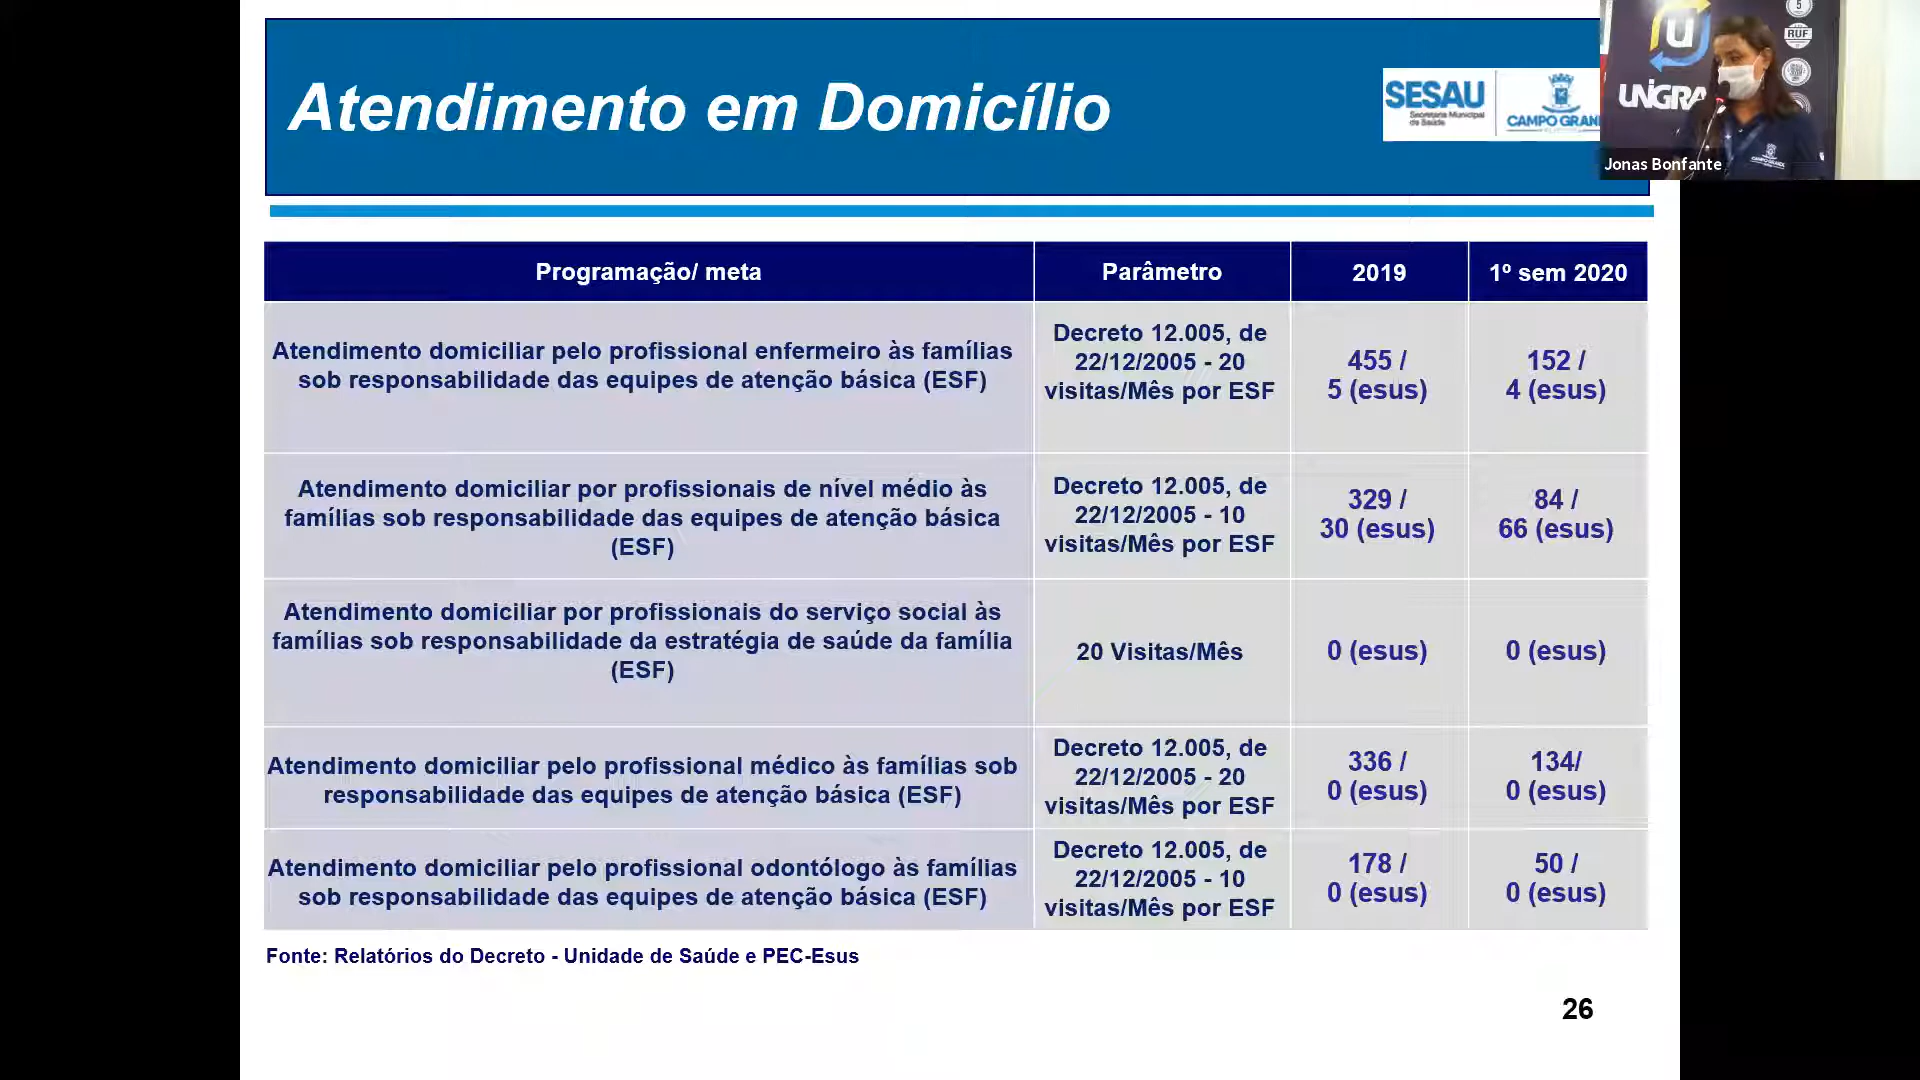 Atendimento em Domicílio
SESAU
Secretaria Municipal
de Saúde
CAMPO GRAN
5
RUF
U
UNIGRA
Jonas Bonfante
Programação/ meta
Parâmetro
2019
1º sem 2020
Atendimento domiciliar pelo profissional enfermeiro às famílias
sob responsabilidade das equipes de atenção básica (ESF)
Decreto 12.005, de
22/12/2005 - 20
visitas/Mês por ESF
455 /
5 (esus)
152 /
4 (esus)
Atendimento domiciliar por profissionais de nível médio às
famílias sob responsabilidade das equipes de atenção básica
(ESF)
Decreto 12.005, de
22/12/2005 - 10
visitas/Mês por ESF
329 /
30 (esus)
84 /
66 (esus)
Atendimento domiciliar por profissionais do serviço social às
famílias sob responsabilidade da estratégia de saúde da família
(ESF)
20 Visitas/Mês
0 (esus)
0 (esus)
Atendimento domiciliar pelo profissional médico às famílias sob
responsabilidade das equipes de atenção básica (ESF)
Decreto 12.005, de
22/12/2005 - 20
visitas/Mês por ESF
336 /
0 (esus)
134/
0 (esus)
Atendimento domiciliar pelo profissional odontólogo às famílias
sob responsabilidade das equipes de atenção básica (ESF)
Decreto 12.005, de
22/12/2005 - 10
visitas/Mês por ESF
178 /
0 (esus)
50 /
0 (esus)
Fonte: Relatórios do Decreto - Unidade de Saúde e PEC-Esus
26